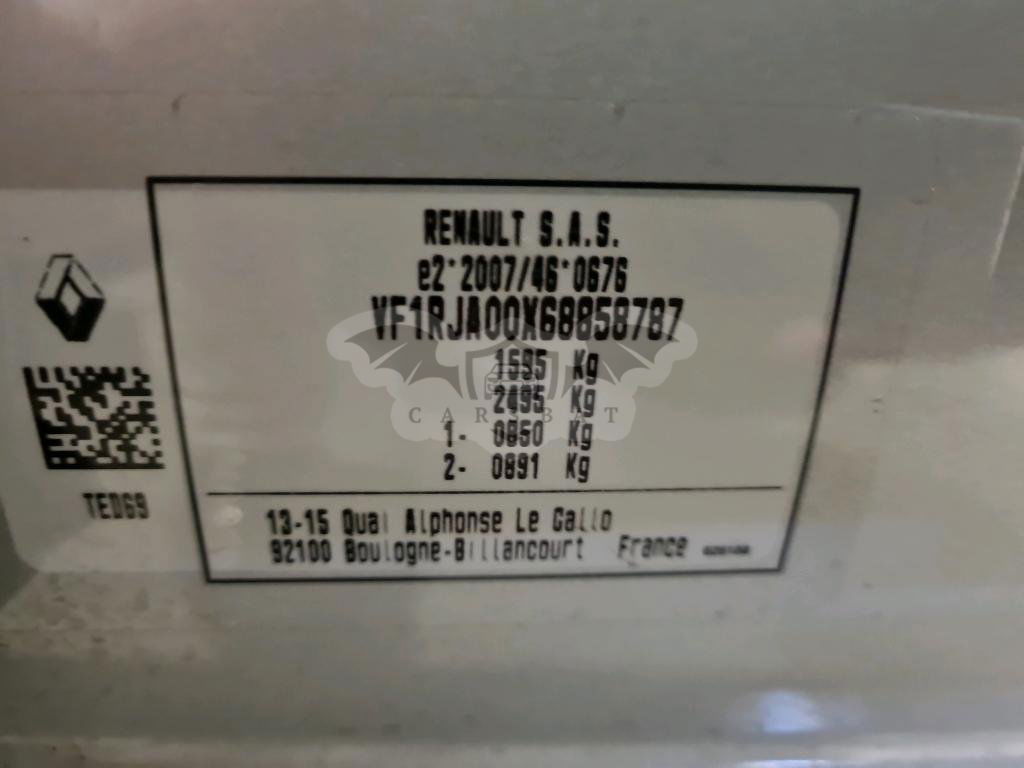 RENAULT S.A.S.
e2*2007/46*0676
VF1RJA00X68858787
1595 Kg
2495 Kg
CARSBAT
1- 0850 Kg
2- 0891 Kg
TED69
13-15 Quai Alphonse Le Gallo
92100 Boulogne-Billancourt France